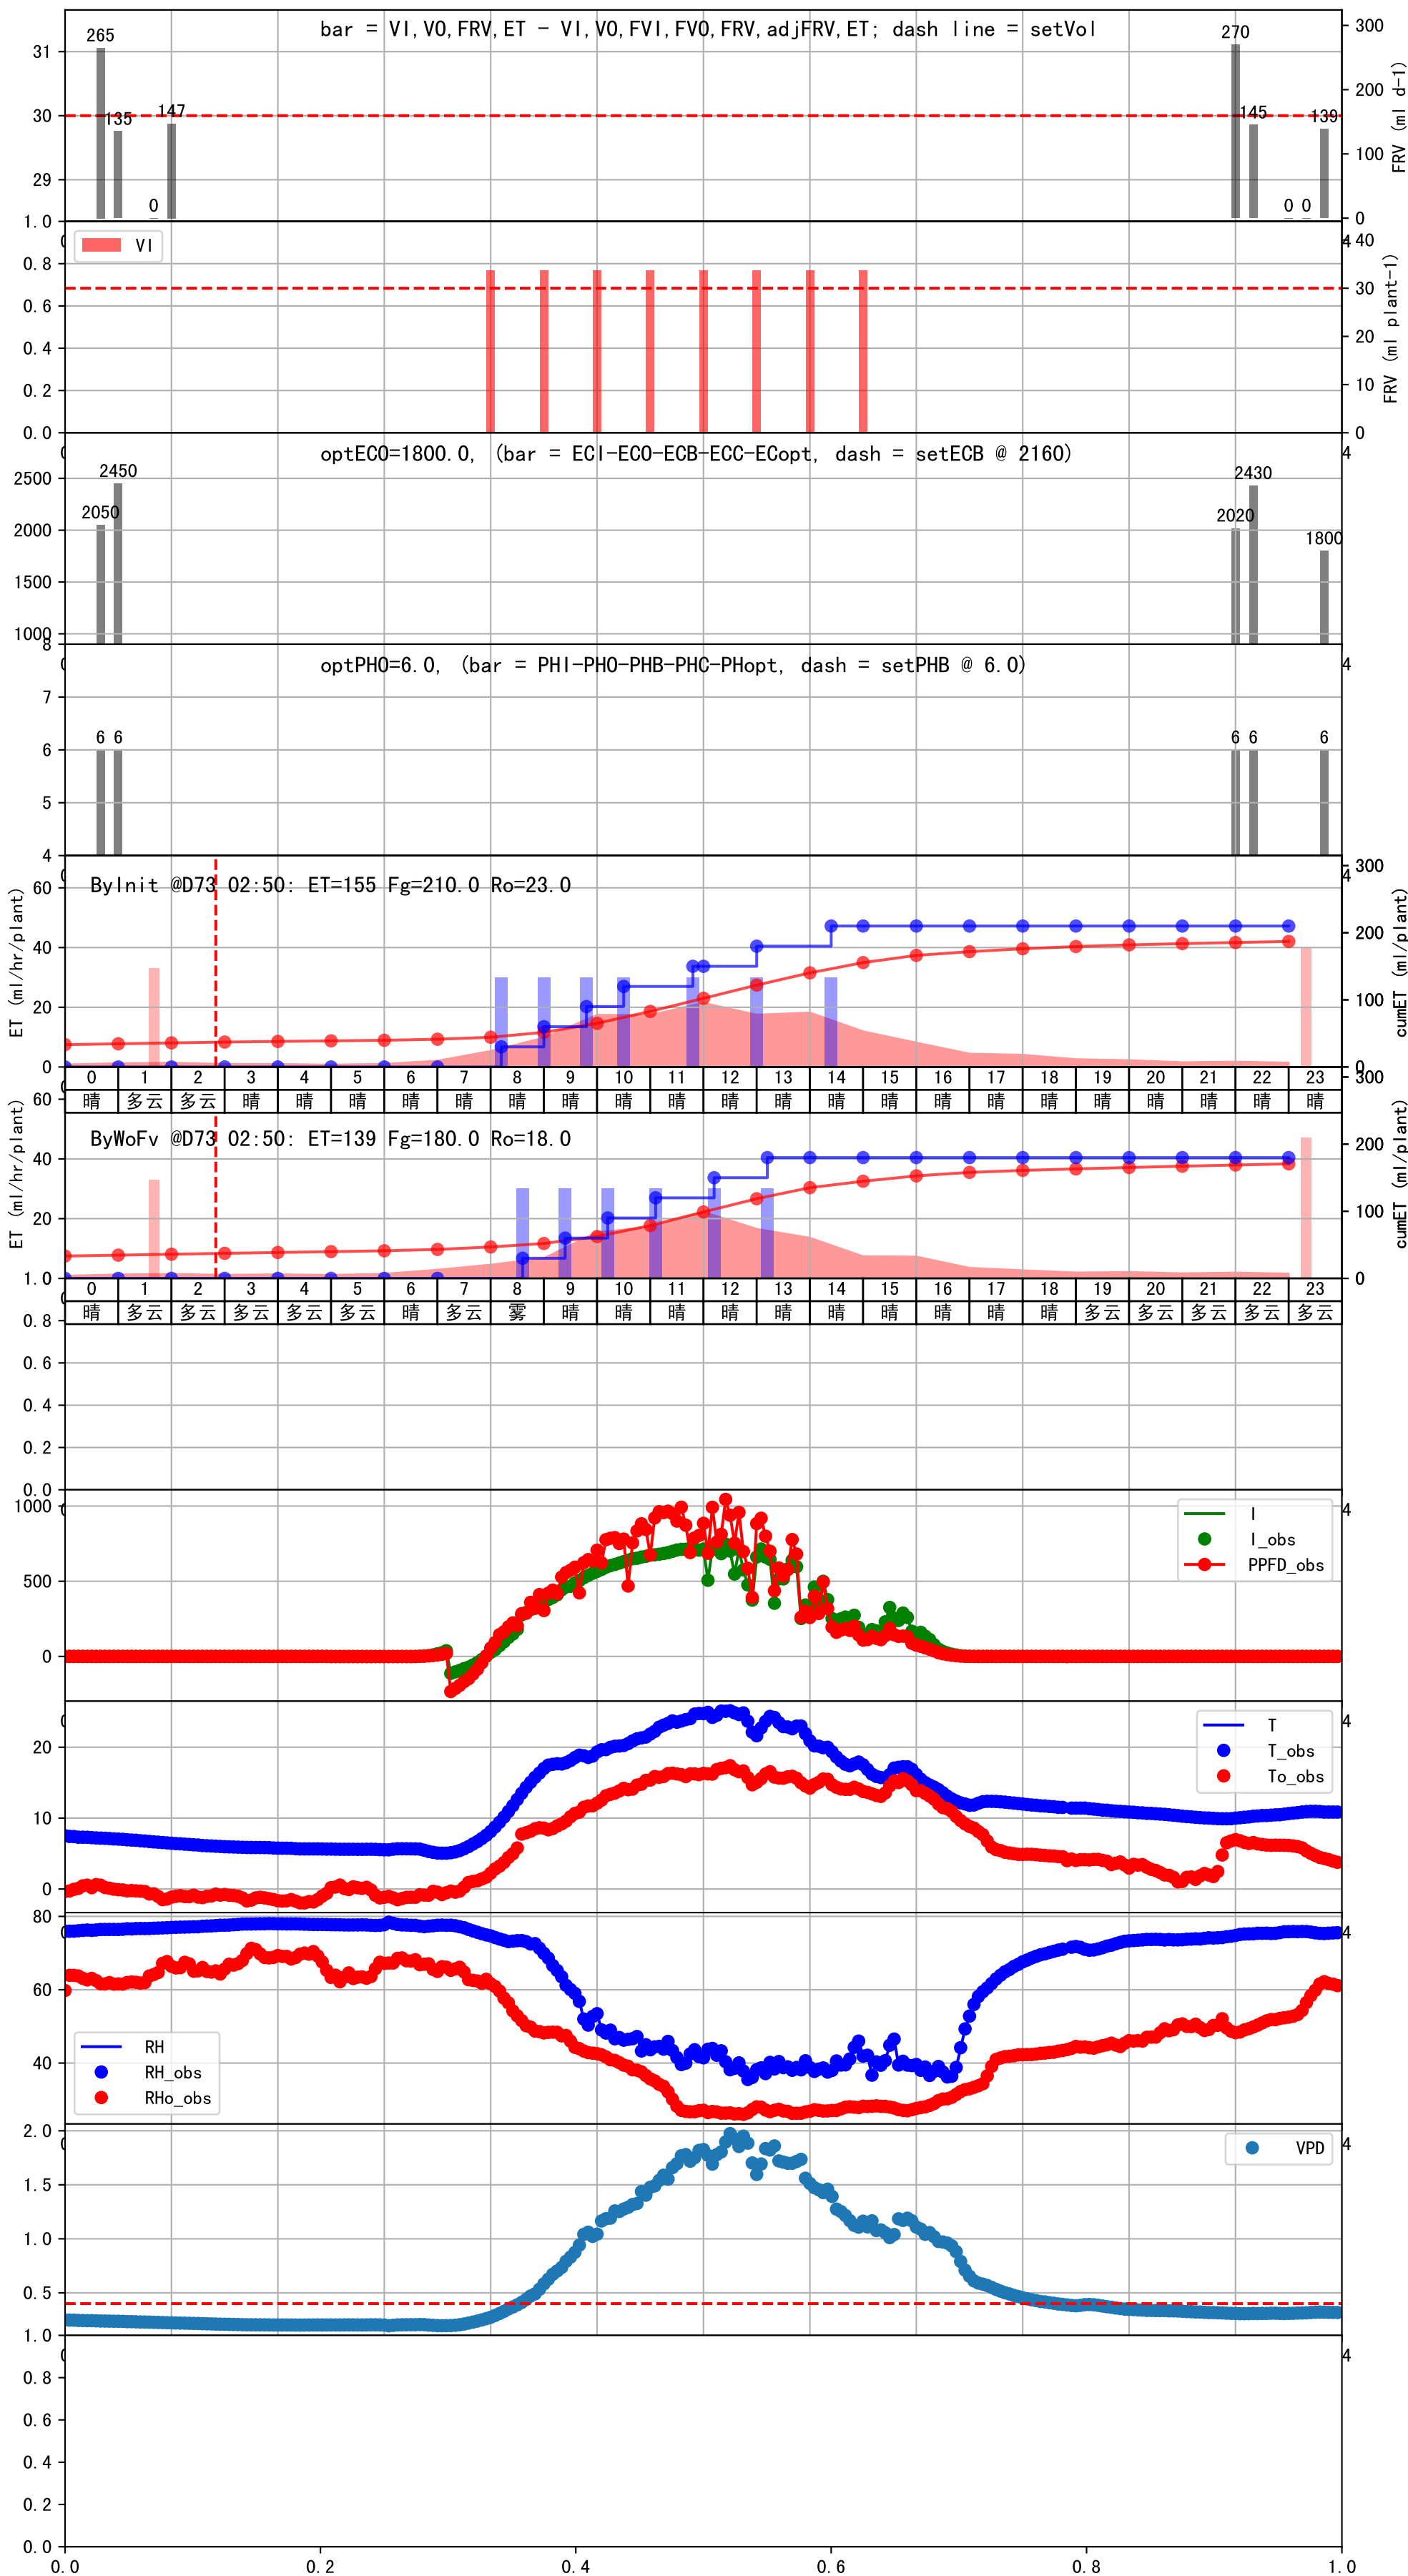 bar = VI,VO,FRV,ET - VI,VO,FVI,FVO,FRV,adjFRV,ET; dash line = setVol
265 135 0 147 270 145 0 0 139
31 30 29
300 200 100 0
FRV (ml d-1)
VI
1.0 0.8 0.6 0.4 0.2 0.0
40 30 20 10 0
FRV (ml plant-1)
optECO=1800.0, (bar = ECI-ECO-ECB-ECC-ECopt, dash = setECB @ 2160)
2050 2450 2020 2430 1800
2500 2000 1500 1000
optPHO=6.0, (bar = PHI-PHO-PHB-PHC-PHopt, dash = setPHB @ 6.0)
6 6 6 6 6
8 7 6 5 4
ByInit @D73 02:50: ET=155 Fg=210.0 Ro=23.0
ET (ml/hr/plant)
60 40 20 0
300 200 100 0
cumET (ml/plant)
0 1 2 3 4 5 6 7 8 9 10 11 12 13 14 15 16 17 18 19 20 21 22 23
晴 多云 多云 晴 晴 晴 晴 晴 晴 晴 晴 晴 晴 晴 晴 晴 晴 晴 晴 晴 晴 晴 晴 晴
ByWoFv @D73 02:50: ET=139 Fg=180.0 Ro=18.0
ET (ml/hr/plant)
60 40 20
300 200 100 0
cumET (ml/plant)
0 1 2 3 4 5 6 7 8 9 10 11 12 13 14 15 16 17 18 19 20 21 22 23
晴 多云 多云 晴 多云 多云 晴 多云 雾 晴 晴 晴 晴 晴 晴 晴 晴 晴 晴 多云 多云 多云 多云 多云
1.0 0.8 0.6 0.4 0.2 0.0
I
I_obs
PPFD_obs
1000 500 0
T
T_obs
To_obs
20 10 0
RH
RH_obs
RHo_obs
80 60 40
VPD
2.0 1.5 1.0 0.5
1.0 0.8 0.6 0.4 0.2 0.0
0.0 0.2 0.4 0.6 0.8 1.0